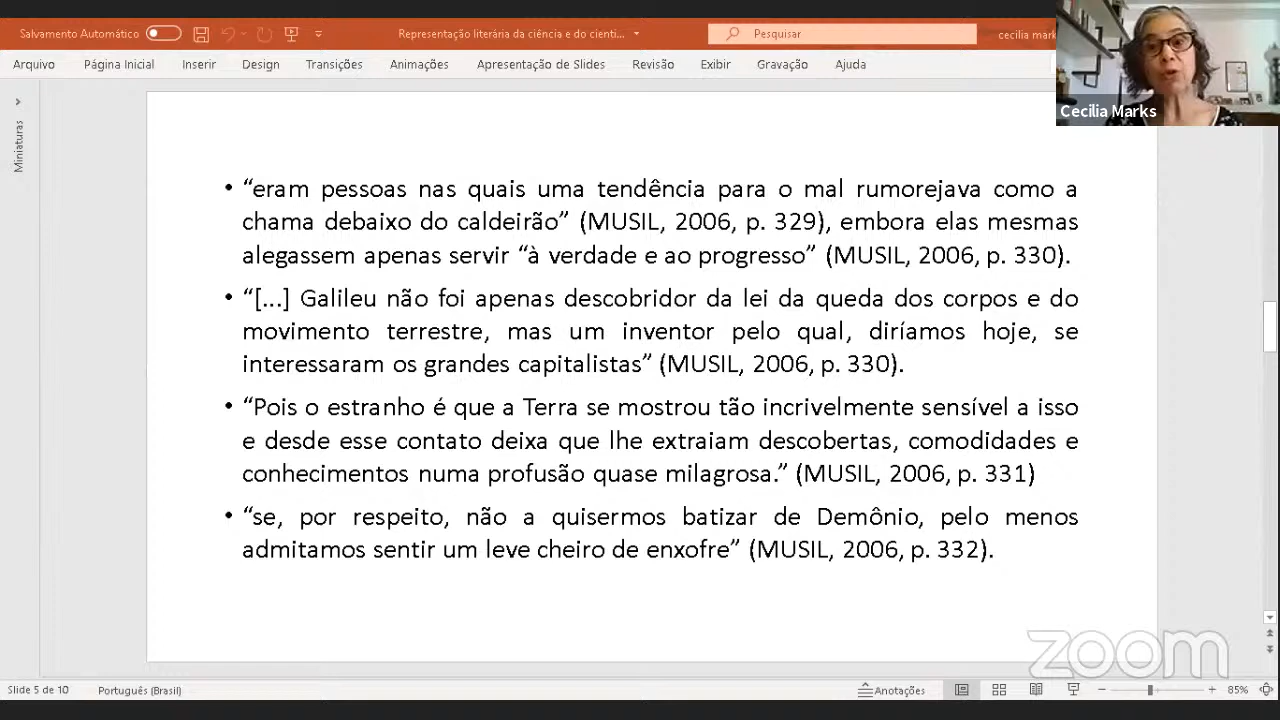 Salvamento Automático
Representação literária da ciência e do cienti...
Pesquisar
cecilia mark
Arquivo Página Inicial Inserir Design Transições Animações Apresentação de Slides Revisão Exibir Gravação Ajuda
Cecilia Marks
Miniaturas
• “eram pessoas nas quais uma tendência para o mal rumorejava como a
chama debaixo do caldeirão” (MUSIL, 2006, p. 329), embora elas mesmas
alegassem apenas servir “à verdade e ao progresso” (MUSIL, 2006, p. 330).
• “[...] Galileu não foi apenas descobridor da lei da queda dos corpos e do
movimento terrestre, mas um inventor pelo qual, diríamos hoje, se
interessaram os grandes capitalistas” (MUSIL, 2006, p. 330).
• “Pois o estranho é que a Terra se mostrou tão incrivelmente sensível a isso
e desde esse contato deixa que lhe extraiam descobertas, comodidades e
conhecimentos numa profusão quase milagrosa.” (MUSIL, 2006, p. 331)
• “se, por respeito, não a quisermos batizar de Demônio, pelo menos
admitamos sentir um leve cheiro de enxofre” (MUSIL, 2006, p. 332).
zoom
Slide 5 de 10 Português (Brasil) Anotações 85%